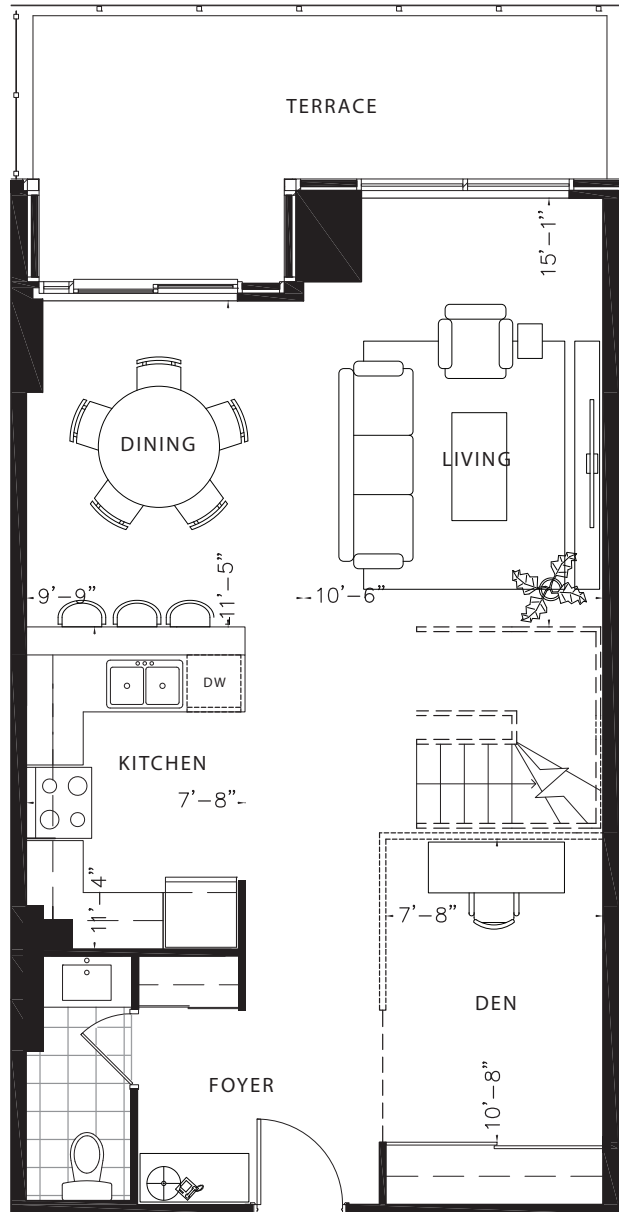 TERRACE
15'-1"
DINING
LIVING
9'-9"
11'-5"
10'-6"
DW
KITCHEN
7'-8"
11'-4"
7'-8"
DEN
FOYER
10'-8"